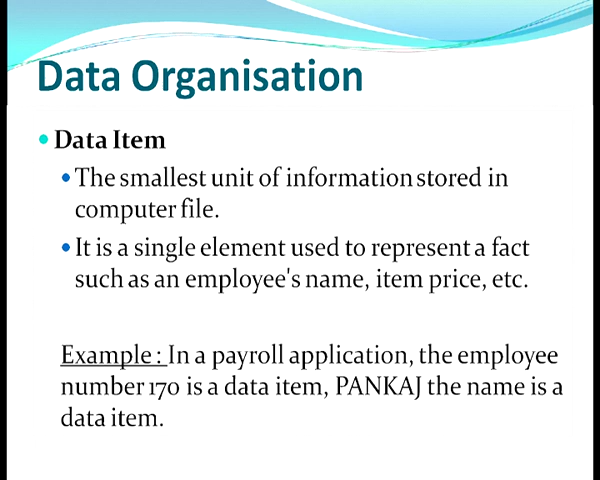 Data Organisation
Data Item
The smallest unit of information stored in
computer file.
It is a single element used to represent a fact
such as an employee's name, item price, etc.
Example : In a payroll application, the employee
number 170 is a data item, PANKAJ the name is a
data item.